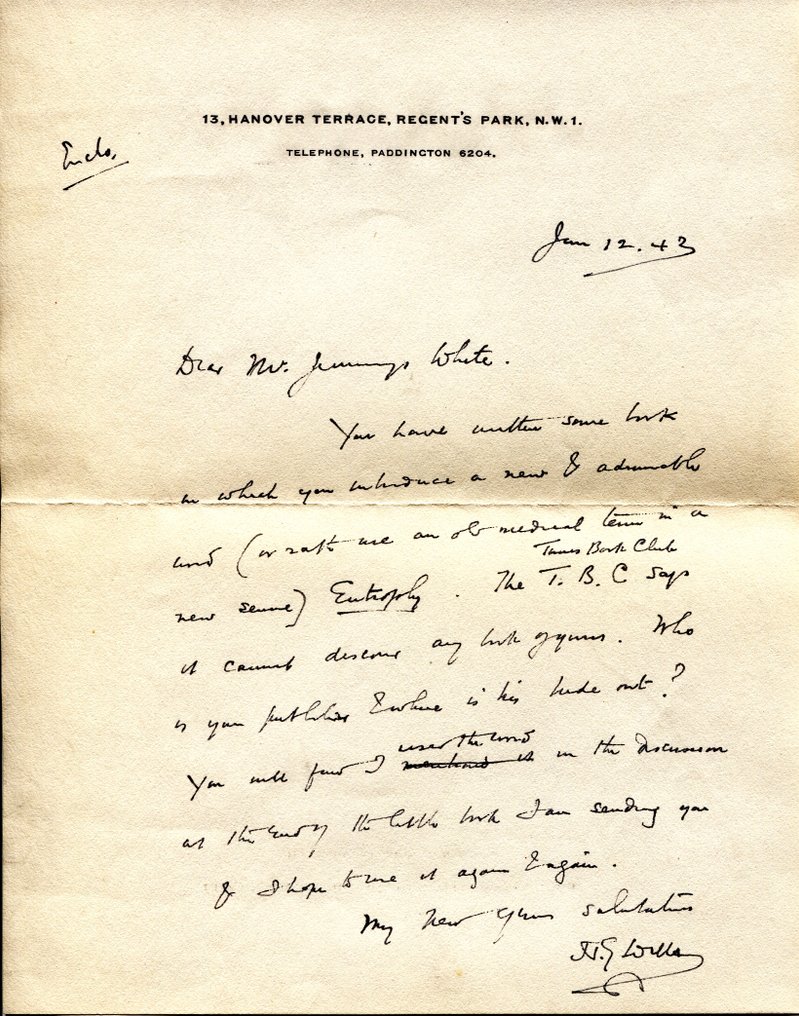 13, HANOVER TERRACE, REGENT'S PARK, N.W.1.
TELEPHONE, PADDINGTON 6204.
Enclo.
Jan 12. 43
Dear Mr. Jennings White.
You have written some book
in which you introduce a new & admirable
word (or rather use an old medical term in a
Times Book Club
new sense) Eutrophy. The T. B. C says
it cannot discover any book of yours. Who
is your publisher & where is his hide out?
used the word
You will find I mentioned it in the discussion
at the end of the little book I am sending you
& I hope to use it again & again.
My New Years salutations
H. G. Wells